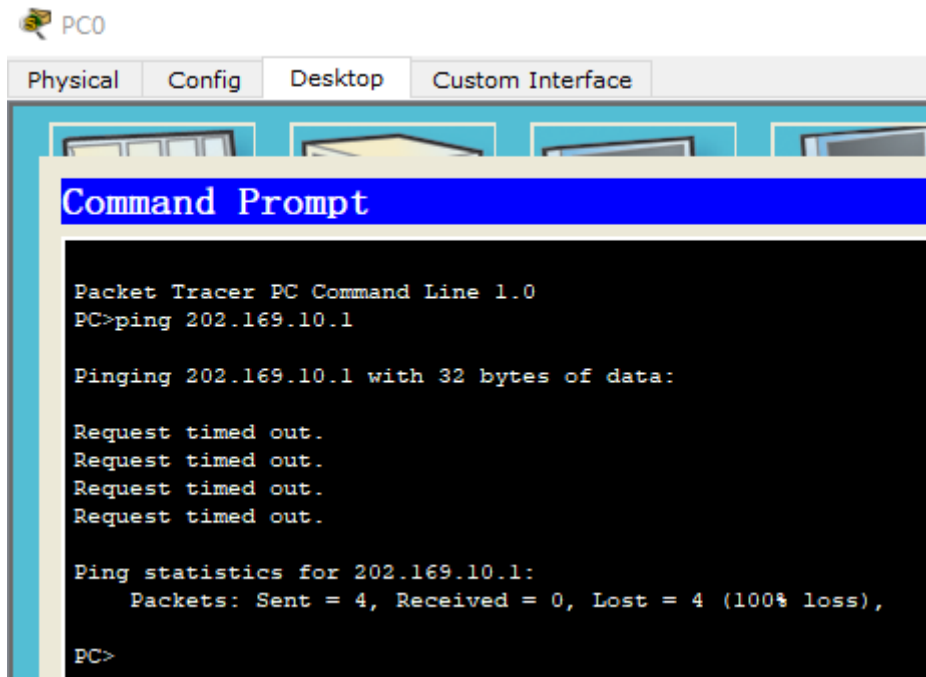 PC0
Physical Config Desktop Custom Interface
Command Prompt
Packet Tracer PC Command Line 1.0
PC>ping 202.169.10.1
Pinging 202.169.10.1 with 32 bytes of data:
Request timed out.
Request timed out.
Request timed out.
Request timed out.
Ping statistics for 202.169.10.1:
Packets: Sent = 4, Received = 0, Lost = 4 (100% loss),
PC>